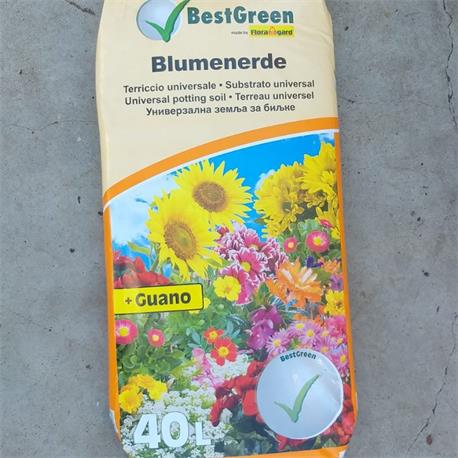 BestGreen
made by Floragard
Blumenerde
Terriccio universale • Substrato universal
Universal potting soil • Terreau universel
Универзална земља за биљке
+ Guano
BestGreen
40 L